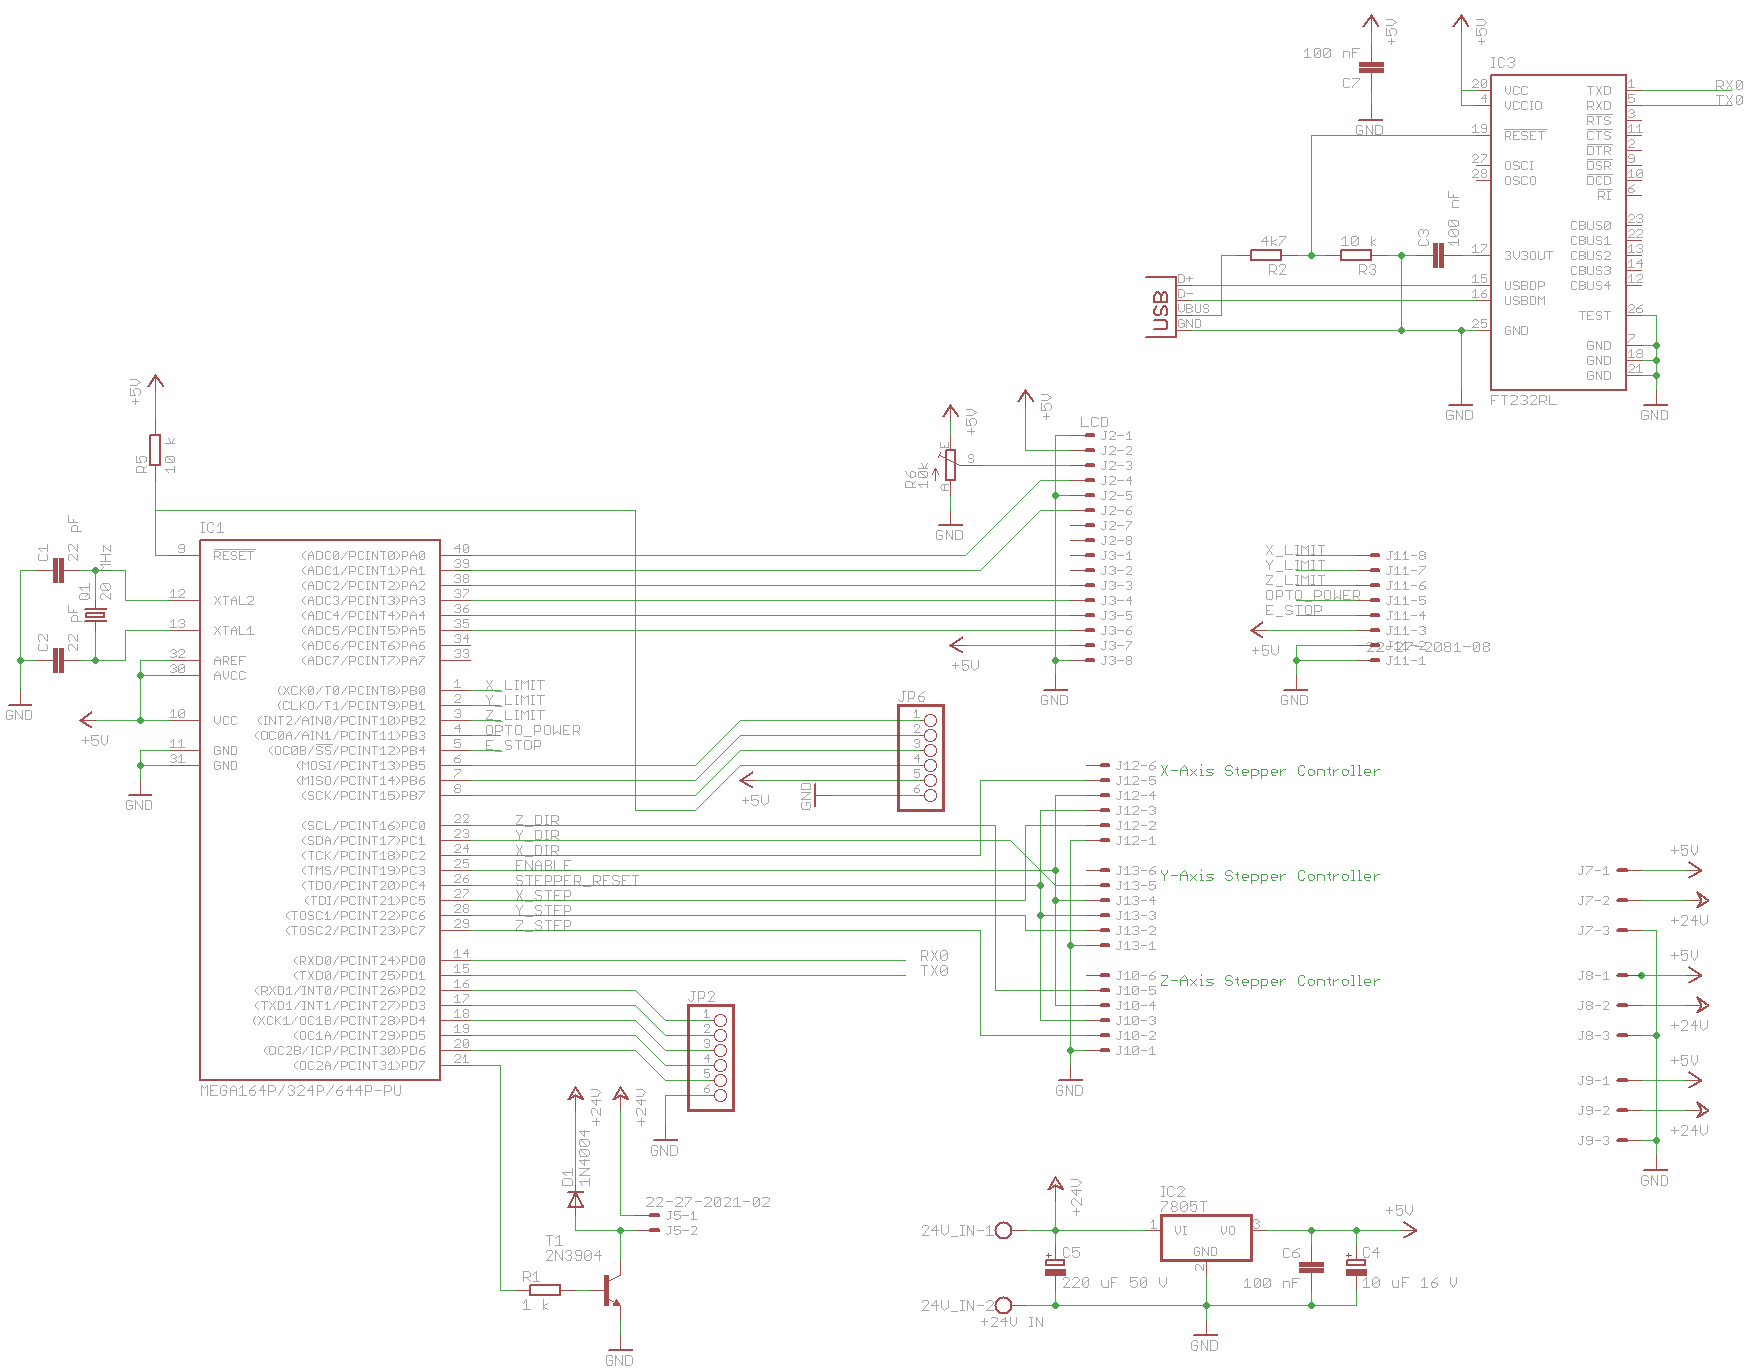 +5V
+5V
100 nF
C7
GND
IC3
20 VCC TXD 1 RX0
4 VCCIO RXD 5 TX0
RTS 3
19 RESET CTS 11
DTR 2
27 OSCI DSR 9
28 OSCO DCD 10
RI 6
CBUS0 23
CBUS1 22
17 3V3OUT CBUS2 13
CBUS3 14
15 USBDP CBUS4 12
16 USBDM
TEST 26
25 GND
GND 7
GND 18
GND 21
FT232RL
GND
GND
4k7
R2
10 k
R3
C3
100 nF
USB
D+
D-
VBUS
GND
+5V
R5
10 k
C1
22 pF
Q1
20 MHz
C2
22 pF
GND
+5V
GND
IC1
9 RESET (ADC0/PCINT0)PA0 40
(ADC1/PCINT1)PA1 39
(ADC2/PCINT2)PA2 38
12 XTAL2 (ADC3/PCINT3)PA3 37
(ADC4/PCINT4)PA4 36
13 XTAL1 (ADC5/PCINT5)PA5 35
(ADC6/PCINT6)PA6 34
32 AREF (ADC7/PCINT7)PA7 33
30 AVCC
(XCK0/T0/PCINT8)PB0 1 X_LIMIT
(CLKO/T1/PCINT9)PB1 2 Y_LIMIT
10 VCC (INT2/AIN0/PCINT10)PB2 3 Z_LIMIT
(OC0A/AIN1/PCINT11)PB3 4 OPTO_POWER
11 GND (OC0B/SS/PCINT12)PB4 5 E_STOP
31 GND (MOSI/PCINT13)PB5 6
(MISO/PCINT14)PB6 7
(SCK/PCINT15)PB7 8
(SCL/PCINT16)PC0 22 Z_DIR
(SDA/PCINT17)PC1 23 Y_DIR
(TCK/PCINT18)PC2 24 X_DIR
(TMS/PCINT19)PC3 25 ENABLE
(TDO/PCINT20)PC4 26 STEPPER_RESET
(TDI/PCINT21)PC5 27 X_STEP
(TOSC1/PCINT22)PC6 28 Y_STEP
(TOSC2/PCINT23)PC7 29 Z_STEP
(RXD0/PCINT24)PD0 14 RX0
(TXD0/PCINT25)PD1 15 TX0
(RXD1/INT0/PCINT26)PD2 16
(TXD1/INT1/PCINT27)PD3 17
(XCK1/OC1B/PCINT28)PD4 18
(OC1A/PCINT29)PD5 19
(OC2B/ICP/PCINT30)PD6 20
(OC2A/PCINT31)PD7 21
MEGA164P/324P/644P-PU
+5V
+5V
R6
10k
E
S
A
GND
LCD
J2-1
J2-2
J2-3
J2-4
J2-5
J2-6
J2-7
J2-8
J3-1
J3-2
J3-3
J3-4
J3-5
J3-6
J3-7
J3-8
+5V
GND
X_LIMIT J11-8
Y_LIMIT J11-7
Z_LIMIT J11-6
OPTO_POWER J11-5
E_STOP J11-4
J11-3
+5V
22-27-2081-08
J11-2
J11-1
GND
JP6
1
2
3
4
5
6
+5V
GND
J12-6 X-Axis Stepper Controller
J12-5
J12-4
J12-3
J12-2
J12-1
J13-6 Y-Axis Stepper Controller
J13-5
J13-4
J13-3
J13-2
J13-1
J10-6 Z-Axis Stepper Controller
J10-5
J10-4
J10-3
J10-2
J10-1
GND
JP2
1
2
3
4
5
6
GND
+5V
J7-1
J7-2
+24V
J7-3
+5V
J8-1
J8-2
+24V
J8-3
+5V
J9-1
J9-2
+24V
J9-3
GND
+24V
+24V
D1
1N4004
22-27-2021-02
J5-1
J5-2
T1
2N3904
R1
1 k
GND
+24V
IC2
7805T
24V_IN-1
1 VI VO 3
GND
2
+5V
C5
220 uF 50 V
C6
100 nF
C4
10 uF 16 V
24V_IN-2
+24V IN
GND